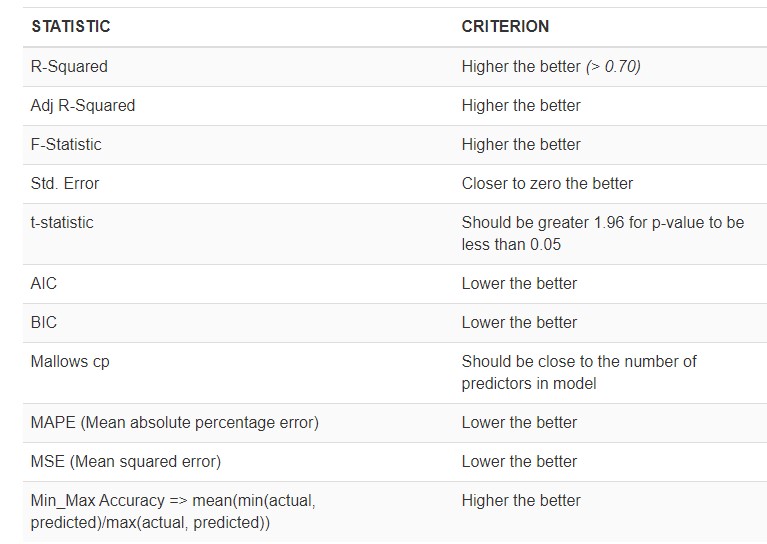 STATISTIC CRITERION
R-Squared Higher the better (> 0.70)
Adj R-Squared Higher the better
F-Statistic Higher the better
Std. Error Closer to zero the better
t-statistic Should be greater 1.96 for p-value to be
less than 0.05
AIC Lower the better
BIC Lower the better
Mallows cp Should be close to the number of
predictors in model
MAPE (Mean absolute percentage error) Lower the better
MSE (Mean squared error) Lower the better
Min_Max Accuracy => mean(min(actual, Higher the better
predicted)/max(actual, predicted))